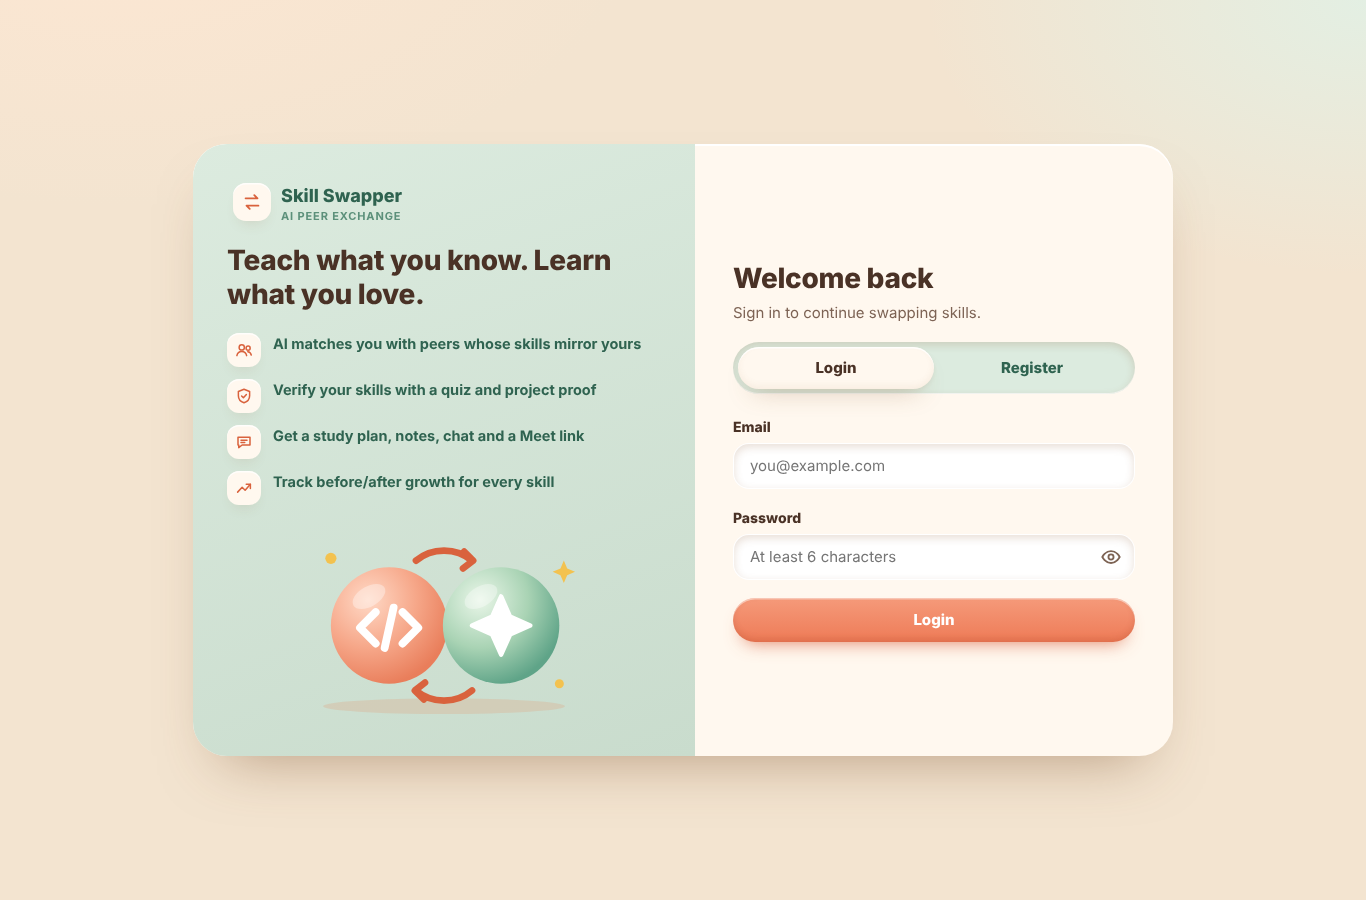 Skill Swapper
AI PEER EXCHANGE
Teach what you know. Learn
what you love.
AI matches you with peers whose skills mirror yours
Verify your skills with a quiz and project proof
Get a study plan, notes, chat and a Meet link
Track before/after growth for every skill
Welcome back
Sign in to continue swapping skills.
Login
Register
Email
you@example.com
Password
At least 6 characters
Login